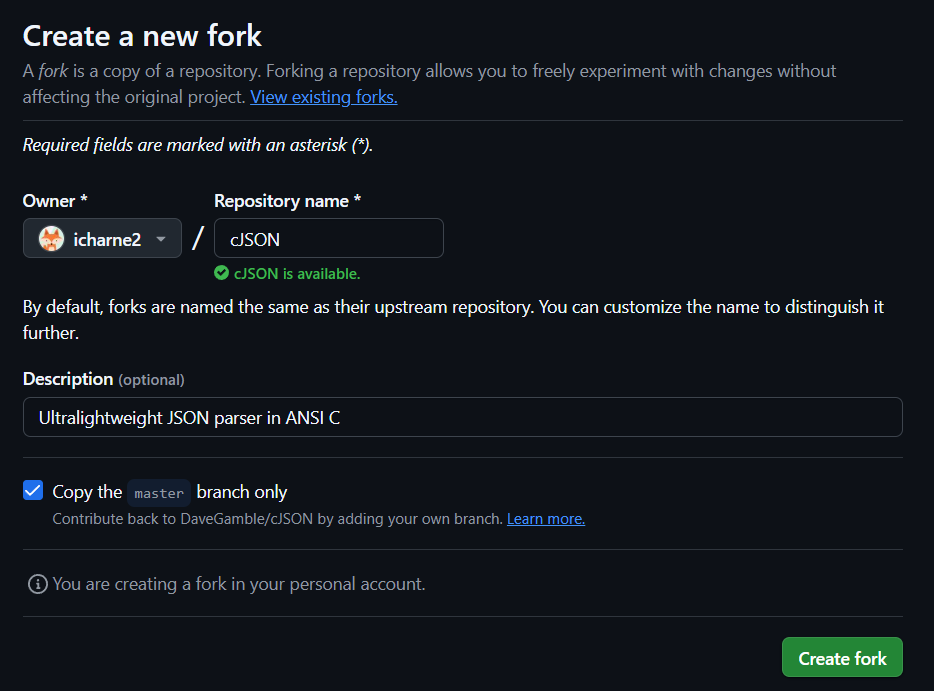 Create a new fork
A fork is a copy of a repository. Forking a repository allows you to freely experiment with changes without
affecting the original project. View existing forks.
Required fields are marked with an asterisk (*).
Owner * Repository name *
icharne2 / cJSON
cJSON is available.
By default, forks are named the same as their upstream repository. You can customize the name to distinguish it
further.
Description (optional)
Ultralightweight JSON parser in ANSI C
Copy the master branch only
Contribute back to DaveGamble/cJSON by adding your own branch. Learn more.
You are creating a fork in your personal account.
Create fork